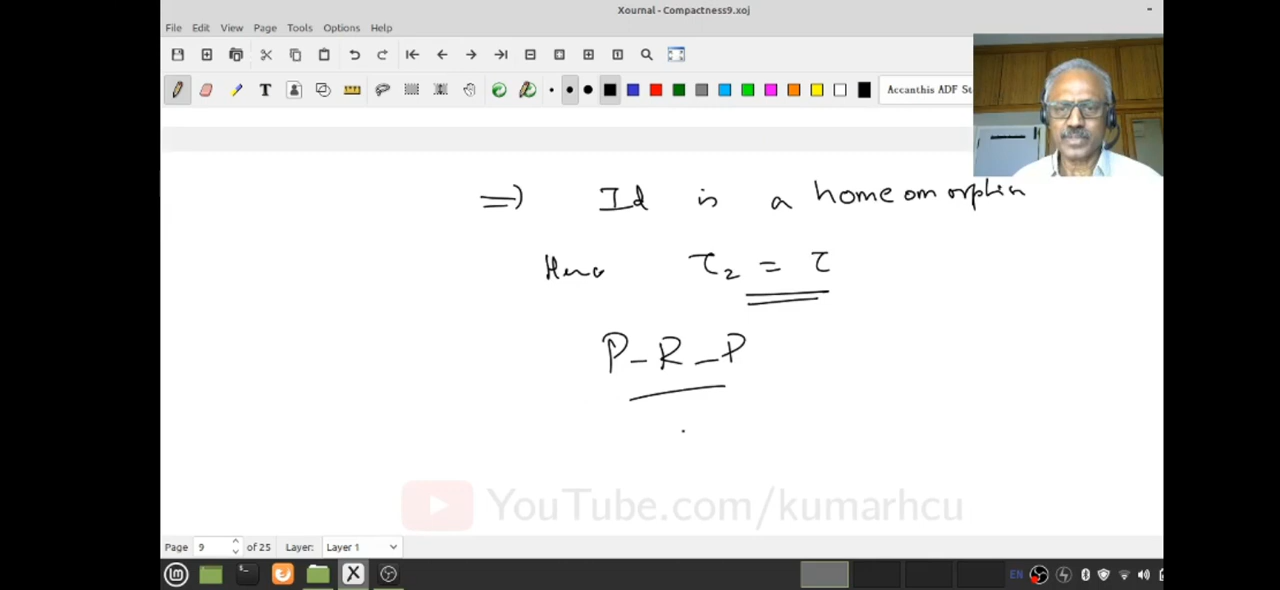 Xournal - Compactness9.xoj
File Edit View Page Tools Options Help
Accanthis ADF St
=> Id is a homeomorphism
Hence τ₂ = τ
P-R-P
YouTube.com/kumarhcu
Page 9 of 25 Layer: Layer 1
EN